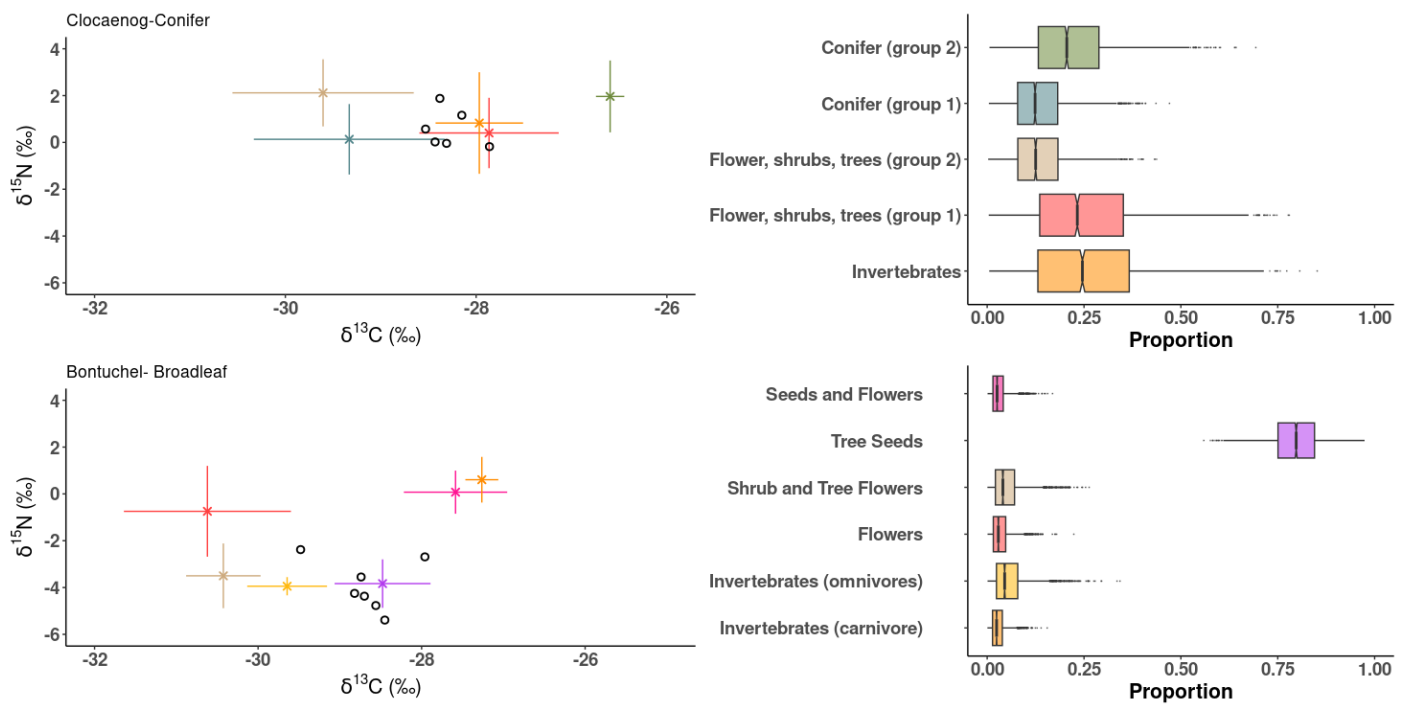 Clocaenog-Conifer
4
2
0
-2
-4
-6
δ15N (‰)
-32 -30 -28 -26
δ13C (‰)
Conifer (group 2)
Conifer (group 1)
Flower, shrubs, trees (group 2)
Flower, shrubs, trees (group 1)
Invertebrates
0.00 0.25 0.50 0.75 1.00
Proportion
Bontuchel- Broadleaf
4
2
0
-2
-4
-6
δ15N (‰)
-32 -30 -28 -26
δ13C (‰)
Seeds and Flowers
Tree Seeds
Shrub and Tree Flowers
Flowers
Invertebrates (omnivores)
Invertebrates (carnivore)
0.00 0.25 0.50 0.75 1.00
Proportion